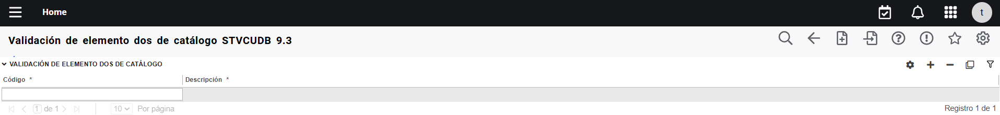 Home
t
Validación de elemento dos de catálogo STVCUDB 9.3
VALIDACIÓN DE ELEMENTO DOS DE CATÁLOGO
Código * Descripción *
1 de 1 10 Por página Registro 1 de 1